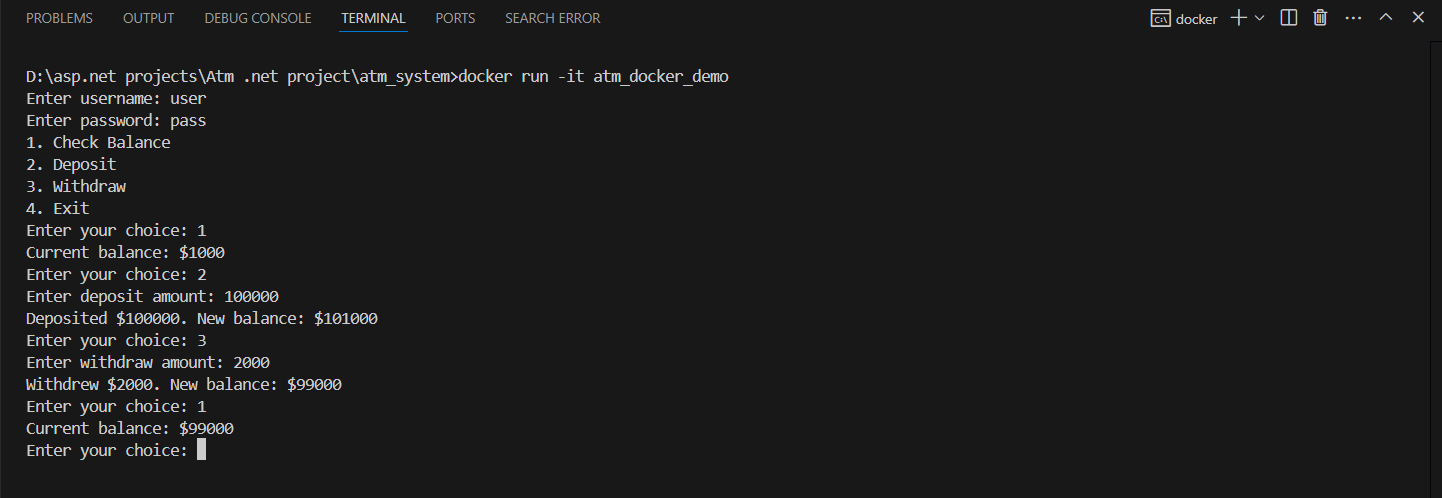 PROBLEMS OUTPUT DEBUG CONSOLE TERMINAL PORTS SEARCH ERROR docker
D:\asp.net projects\Atm .net project\atm_system>docker run -it atm_docker_demo
Enter username: user
Enter password: pass
1. Check Balance
2. Deposit
3. Withdraw
4. Exit
Enter your choice: 1
Current balance: $1000
Enter your choice: 2
Enter deposit amount: 100000
Deposited $100000. New balance: $101000
Enter your choice: 3
Enter withdraw amount: 2000
Withdrew $2000. New balance: $99000
Enter your choice: 1
Current balance: $99000
Enter your choice: